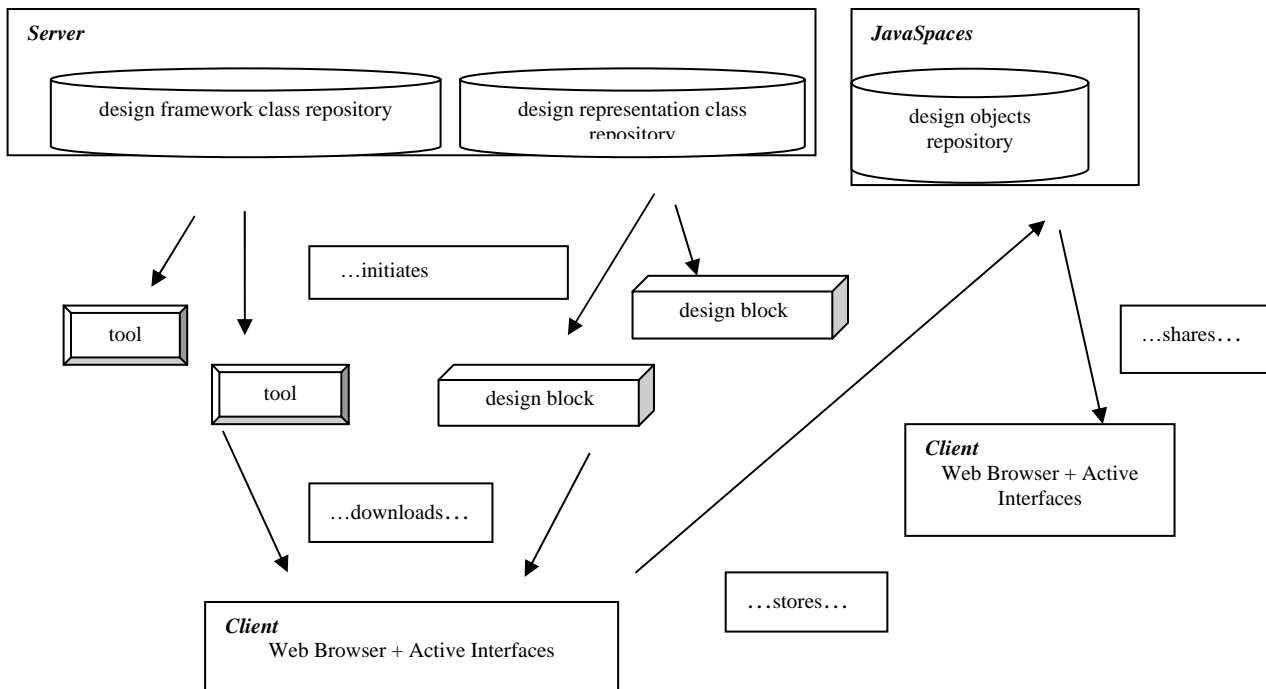 Server
JavaSpaces
design framework class repository
design representation class
repository
design objects
repository
…initiates
design block
tool
…shares…
tool
design block
Client
Web Browser + Active
Interfaces
…downloads…
…stores…
Client
Web Browser + Active Interfaces